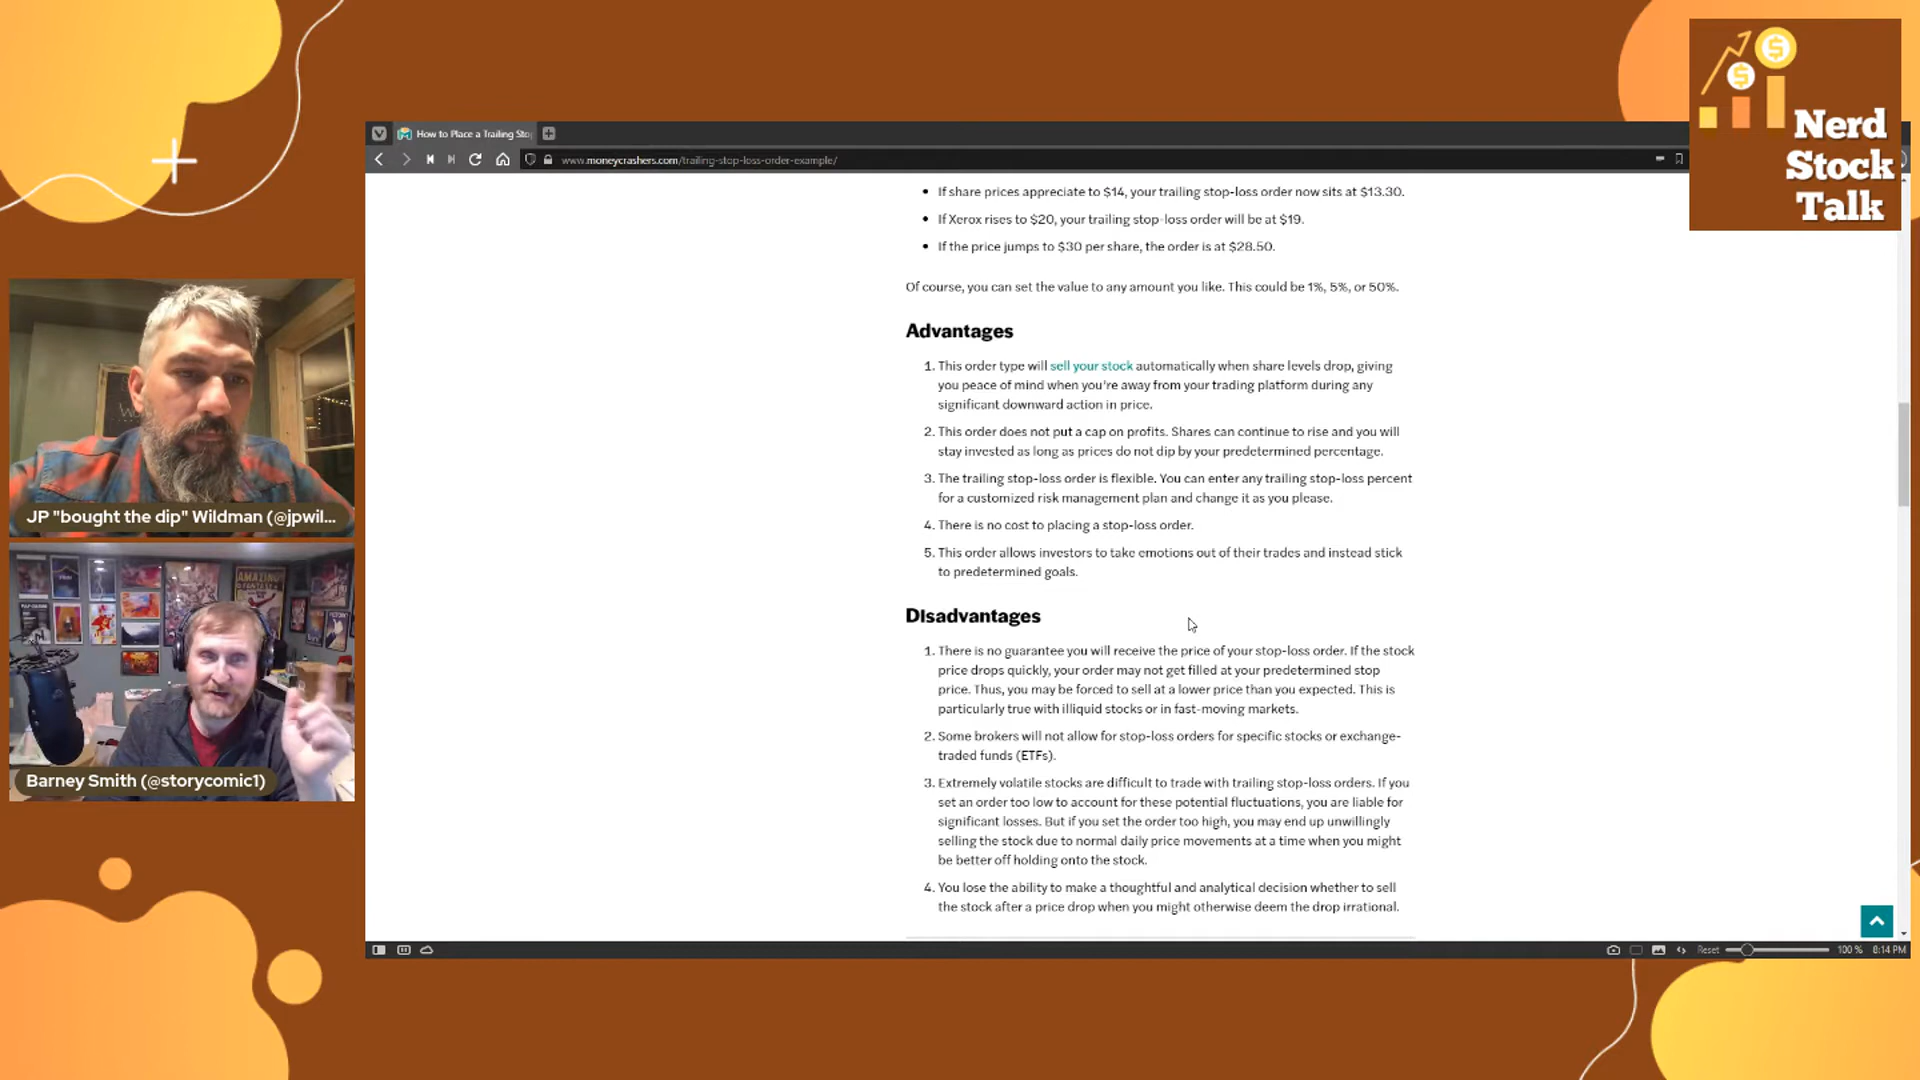 How to Place a Trailing Sto
www.moneycrashers.com/trailing-stop-loss-order-example/
Nerd
Stock
Talk
If share prices appreciate to $14, your trailing stop-loss order now sits at $13.30.
If Xerox rises to $20, your trailing stop-loss order will be at $19.
If the price jumps to $30 per share, the order is at $28.50.
Of course, you can set the value to any amount you like. This could be 1%, 5%, or 50%.
Advantages
1. This order type will sell your stock automatically when share levels drop, giving
you peace of mind when you're away from your trading platform during any
significant downward action in price.
2. This order does not put a cap on profits. Shares can continue to rise and you will
stay invested as long as prices do not dip by your predetermined percentage.
3. The trailing stop-loss order is flexible. You can enter any trailing stop-loss percent
for a customized risk management plan and change it as you please.
4. There is no cost to placing a stop-loss order.
5. This order allows investors to take emotions out of their trades and instead stick
to predetermined goals.
Disadvantages
1. There is no guarantee you will receive the price of your stop-loss order. If the stock
price drops quickly, your order may not get filled at your predetermined stop
price. Thus, you may be forced to sell at a lower price than you expected. This is
particularly true with illiquid stocks or in fast-moving markets.
2. Some brokers will not allow for stop-loss orders for specific stocks or exchange-
traded funds (ETFs).
3. Extremely volatile stocks are difficult to trade with trailing stop-loss orders. If you
set an order too low to account for these potential fluctuations, you are liable for
significant losses. But if you set the order too high, you may end up unwillingly
selling the stock due to normal daily price movements at a time when you might
be better off holding onto the stock.
4. You lose the ability to make a thoughtful and analytical decision whether to sell
the stock after a price drop when you might otherwise deem the drop irrational.
Reset 100 % 8:14 PM
JP "bought the dip" Wildman (@jpwil...
AMAZING
FANTASY
Barney Smith (@storycomic1)